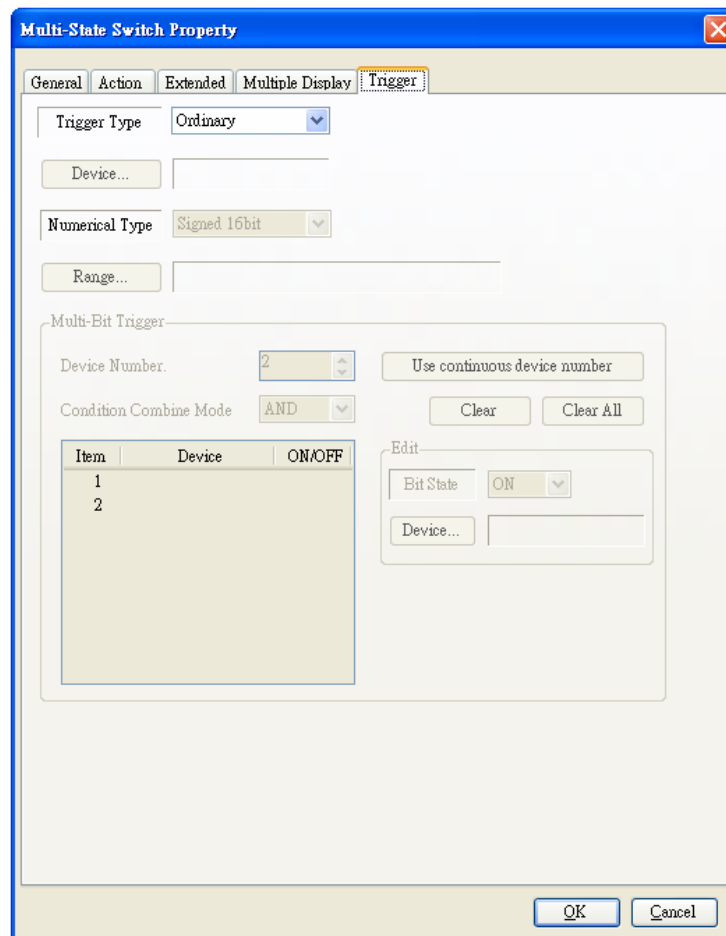 Multi-State Switch Property
General Action Extended Multiple Display Trigger
Trigger Type Ordinary
Device...
Numerical Type Signed 16bit
Range...
Multi-Bit Trigger
Device Number. 2 Use continuous device number
Condition Combine Mode AND Clear Clear All
Item Device ON/OFF
1
2
Edit
Bit State ON
Device...
OK Cancel